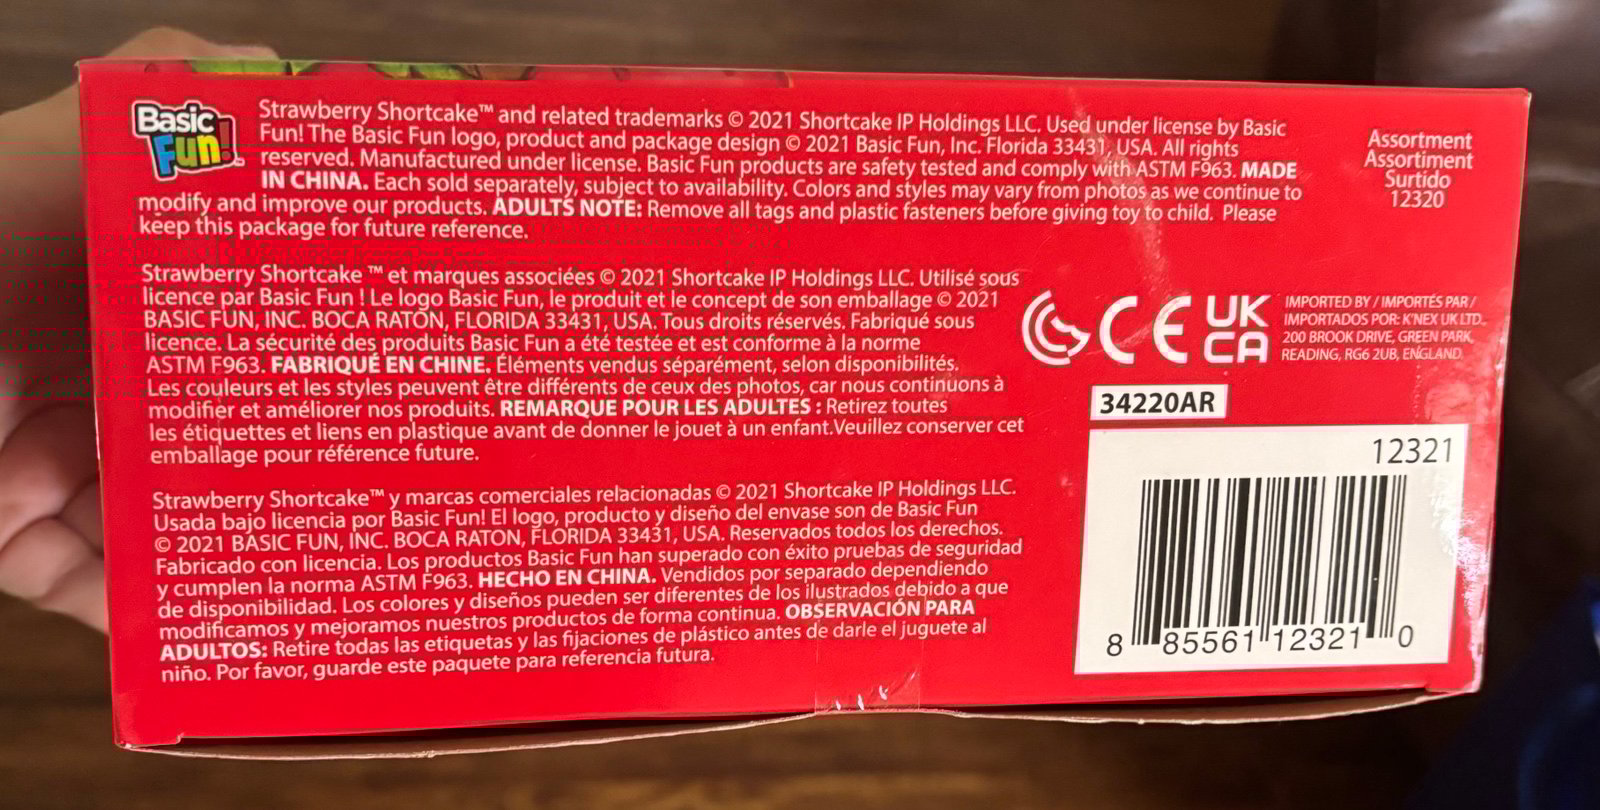 Basic Fun!
Strawberry Shortcake™ and related trademarks © 2021 Shortcake IP Holdings LLC. Used under license by Basic
Fun! The Basic Fun logo, product and package design © 2021 Basic Fun, Inc. Florida 33431, USA. All rights
reserved. Manufactured under license. Basic Fun products are safety tested and comply with ASTM F963. MADE
IN CHINA. Each sold separately, subject to availability. Colors and styles may vary from photos as we continue to
modify and improve our products. ADULTS NOTE: Remove all tags and plastic fasteners before giving toy to child. Please
keep this package for future reference.
Assortment
Assortiment
Surtido
12320
Strawberry Shortcake ™ et marques associées © 2021 Shortcake IP Holdings LLC. Utilisé sous
licence par Basic Fun ! Le logo Basic Fun, le produit et le concept de son emballage © 2021
BASIC FUN, INC. BOCA RATON, FLORIDA 33431, USA. Tous droits réservés. Fabriqué sous
licence. La sécurité des produits Basic Fun a été testée et est conforme à la norme
ASTM F963. FABRIQUÉ EN CHINE. Éléments vendus séparément, selon disponibilités.
Les couleurs et les styles peuvent être différents de ceux des photos, car nous continuons à
modifier et améliorer nos produits. REMARQUE POUR LES ADULTES : Retirez toutes
les étiquettes et liens en plastique avant de donner le jouet à un enfant.Veuillez conserver cet
emballage pour référence future.
Strawberry Shortcake™ y marcas comerciales relacionadas © 2021 Shortcake IP Holdings LLC.
Usada bajo licencia por Basic Fun! El logo, producto y diseño del envase son de Basic Fun
© 2021 BASIC FUN, INC. BOCA RATON, FLORIDA 33431, USA. Reservados todos los derechos.
Fabricado con licencia. Los productos Basic Fun han superado con éxito pruebas de seguridad
y cumplen la norma ASTM F963. HECHO EN CHINA. Vendidos por separado dependiendo
de disponibilidad. Los colores y diseños pueden ser diferentes de los ilustrados debido a que
modificamos y mejoramos nuestros productos de forma continua. OBSERVACIÓN PARA
ADULTOS: Retire todas las etiquetas y las fijaciones de plástico antes de darle el juguete al
niño. Por favor, guarde este paquete para referencia futura.
CE
UK
CA
IMPORTED BY / IMPORTÉS PAR /
IMPORTADOS POR: K'NEX UK LTD.
200 BROOK DRIVE, GREEN PARK,
READING, RG6 2UB, ENGLAND.
34220AR
12321
8 85561 12321 0